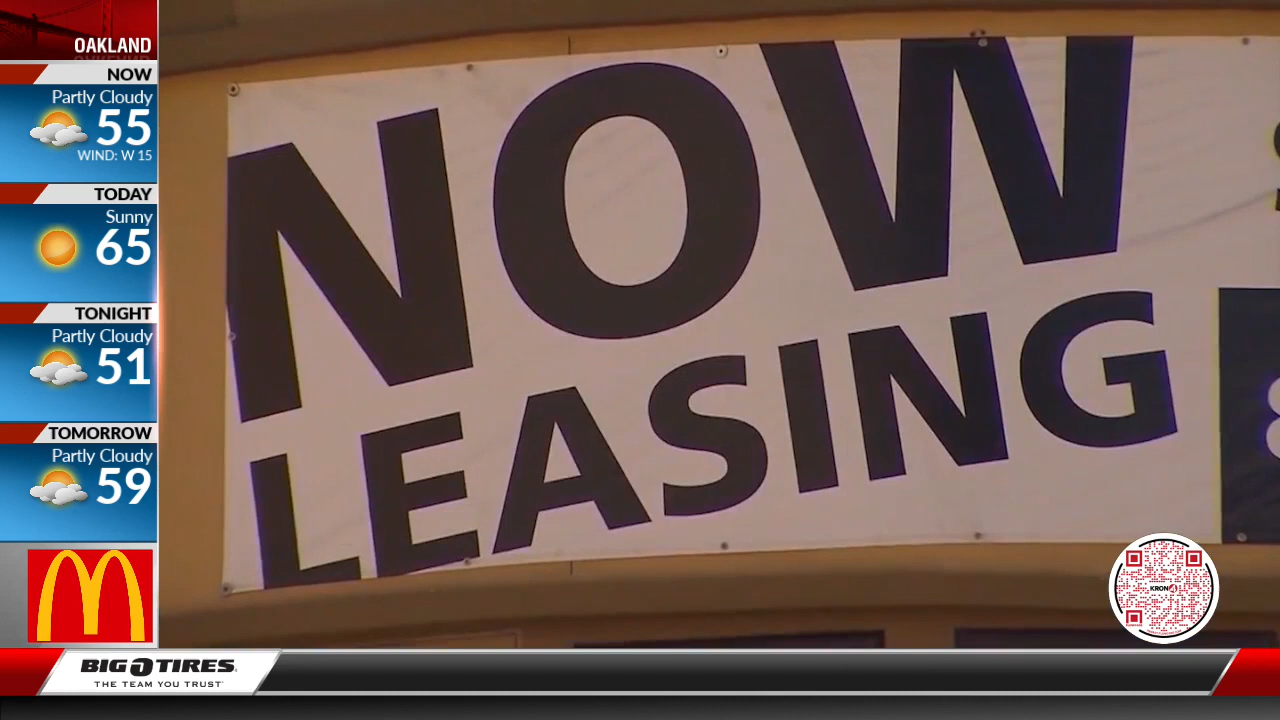 OAKLAND
NOW
Partly Cloudy
55
WIND: W 15
TODAY
Sunny
65
TONIGHT
Partly Cloudy
51
TOMORROW
Partly Cloudy
59
NOW
LEASING
KRON4
BIG O TIRES
THE TEAM YOU TRUST